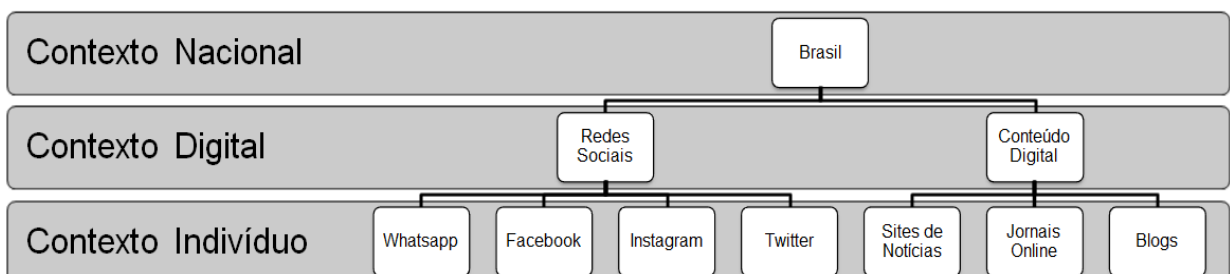 Contexto Nacional
Brasil
Contexto Digital
Redes
Sociais
Conteúdo
Digital
Contexto Indivíduo
Whatsapp
Facebook
Instagram
Twitter
Sites de
Notícias
Jornais
Online
Blogs